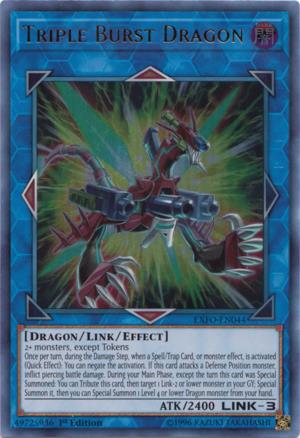 TRIPLE BURST DRAGON
EXFO-EN044
[DRAGON/LINK/EFFECT]
2+ monsters, except Tokens
Once per turn, during the Damage Step, when a Spell/Trap Card, or monster effect, is activated
(Quick Effect): You can negate the activation. If this card attacks a Defense Position monster,
inflict piercing battle damage. During your Main Phase, except the turn this card was Special
Summoned: You can Tribute this card, then target 1 Link-2 or lower monster in your GY; Special
Summon it, then you can Special Summon 1 Level 4 or lower Dragon monster from your hand.
ATK/2400 LINK-3
49725936 1st Edition ©1996 KAZUKI TAKAHASHI